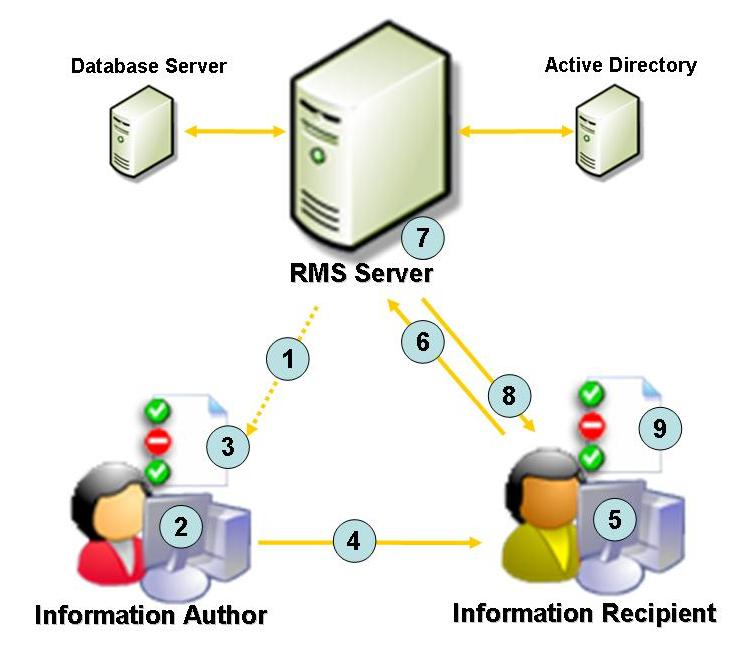 Database Server
Active Directory
7
RMS Server
1
6
8
3
9
2
5
4
Information Author
Information Recipient